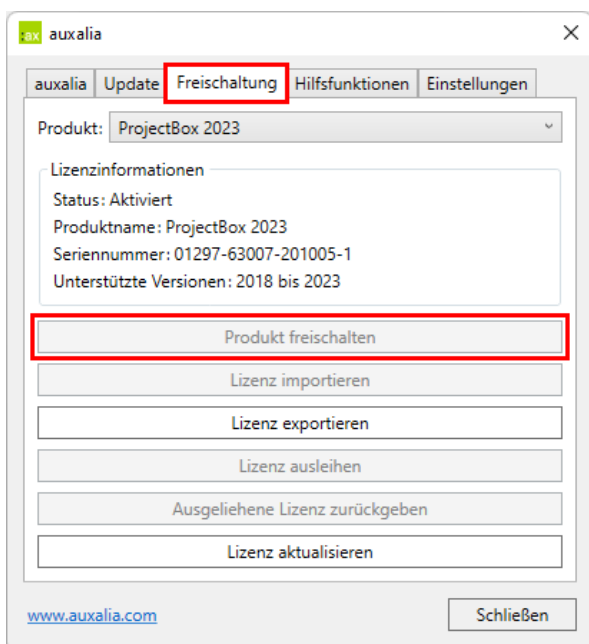 :ax auxalia
auxalia Update Freischaltung Hilfsfunktionen Einstellungen
Produkt: ProjectBox 2023
Lizenzinformationen
Status: Aktiviert
Produktname: ProjectBox 2023
Seriennummer: 01297-63007-201005-1
Unterstützte Versionen: 2018 bis 2023
Produkt freischalten
Lizenz importieren
Lizenz exportieren
Lizenz ausleihen
Ausgeliehene Lizenz zurückgeben
Lizenz aktualisieren
www.auxalia.com Schließen